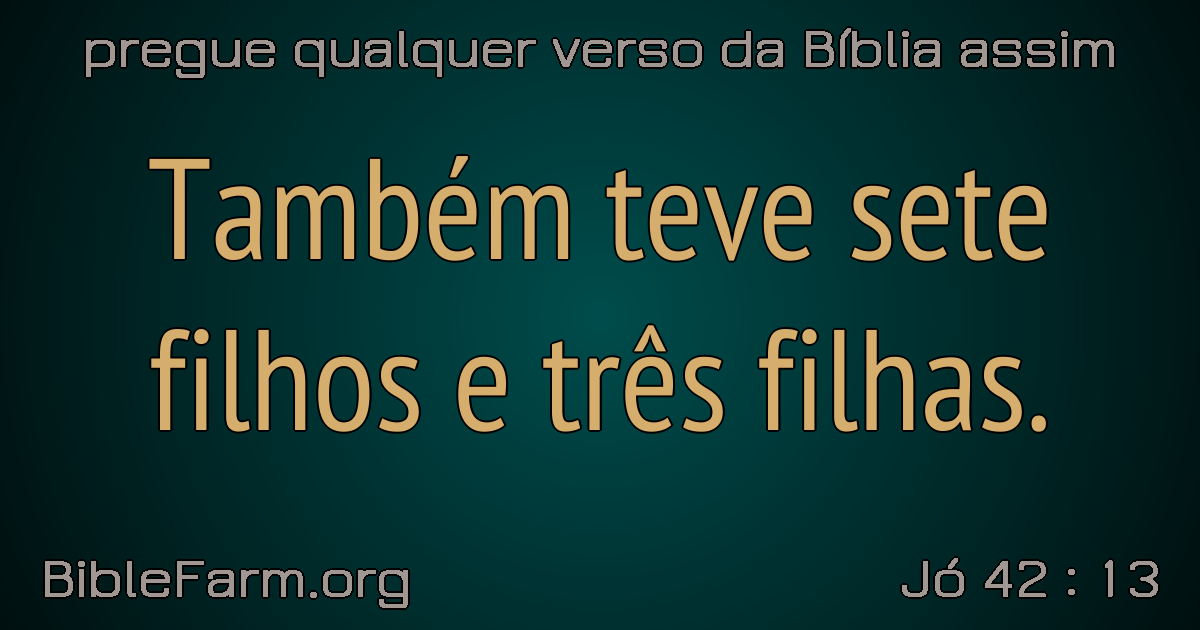 pregue qualquer verso da Bíblia assim
Também teve sete
filhos e três filhas.
BibleFarm.org
Jó 42 : 13